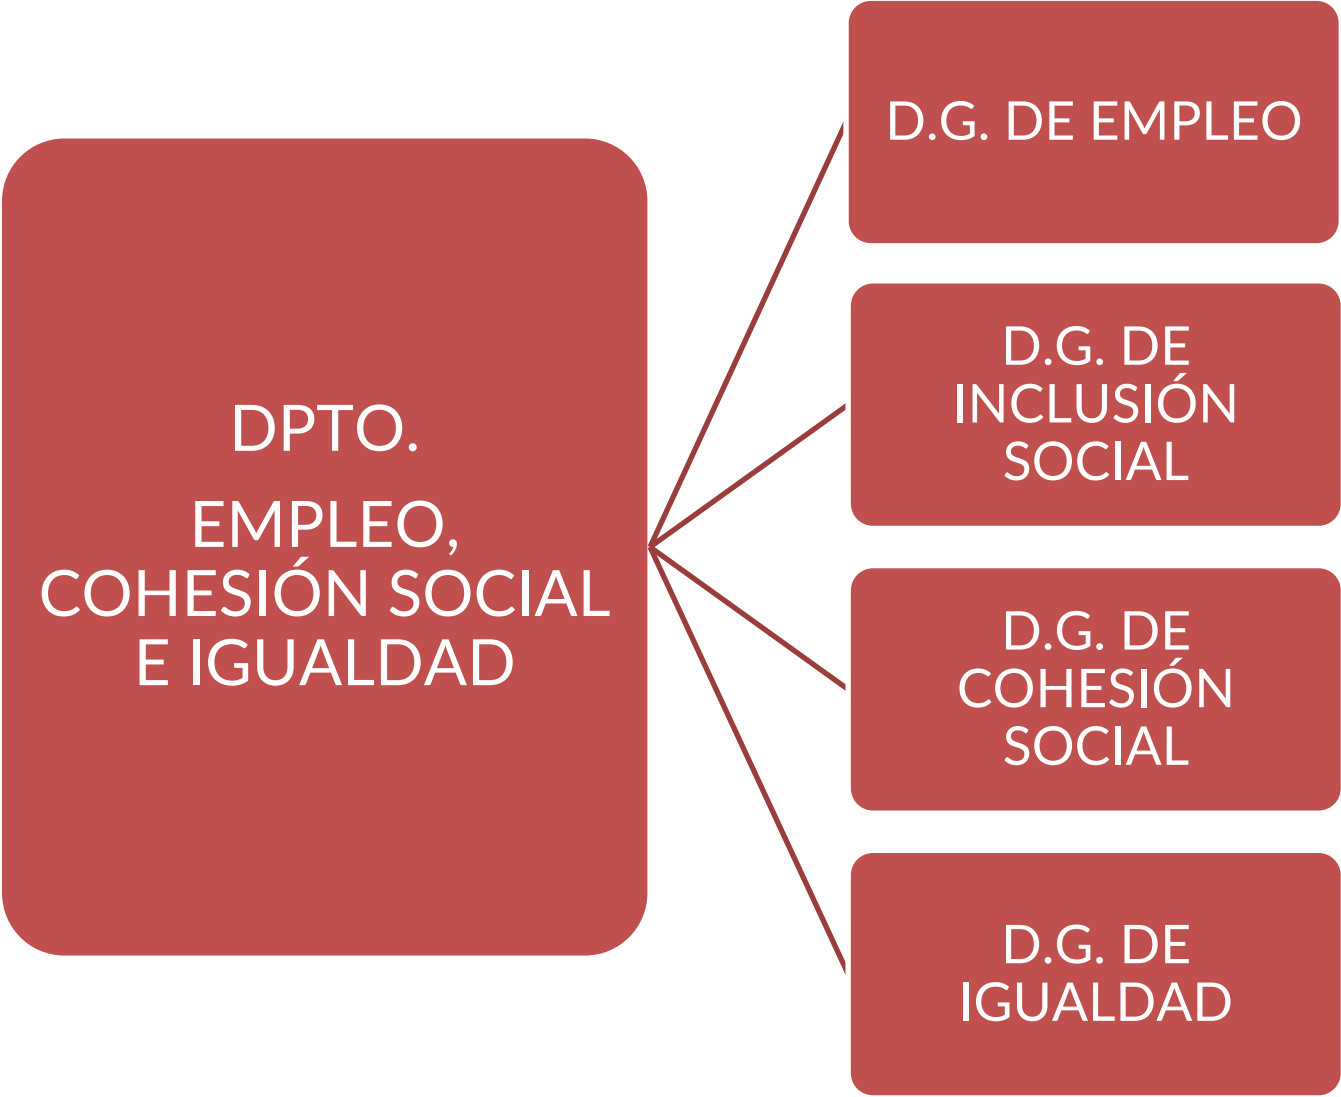 DPTO.
EMPLEO,
COHESIÓN SOCIAL
E IGUALDAD
D.G. DE EMPLEO
D.G. DE
INCLUSIÓN
SOCIAL
D.G. DE
COHESIÓN
SOCIAL
D.G. DE
IGUALDAD